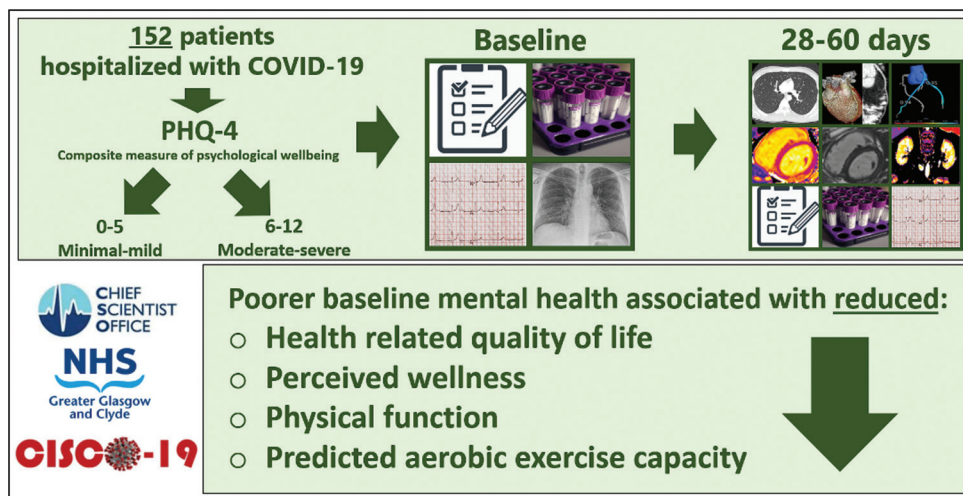 152 patients
hospitalized with COVID-19
PHQ-4
Composite measure of psychological wellbeing
0-5
Minimal-mild
6-12
Moderate-severe
Baseline
28-60 days
CHIEF
SCIENTIST
OFFICE
NHS
Greater Glasgow
and Clyde
CISCO-19
Poorer baseline mental health associated with reduced:
○ Health related quality of life
○ Perceived wellness
○ Physical function
○ Predicted aerobic exercise capacity